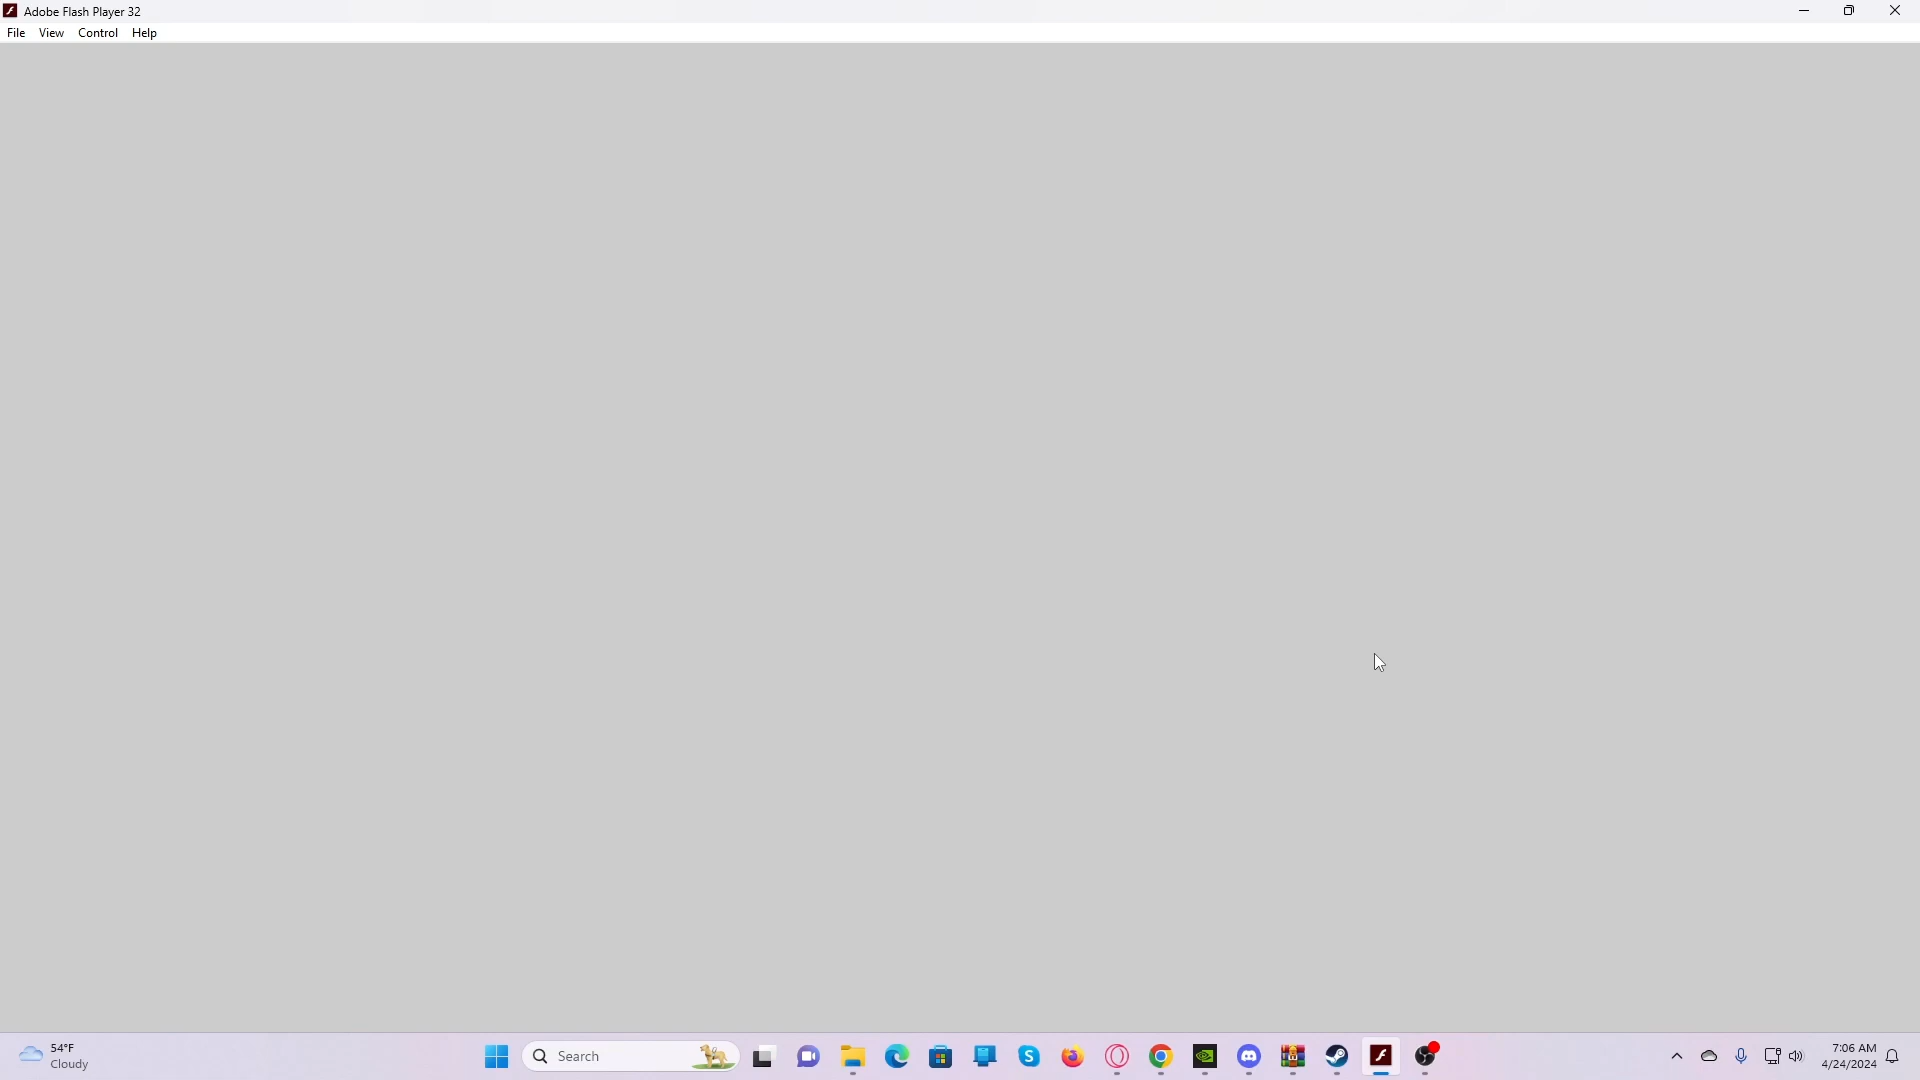 Adobe Flash Player 32
File View Control Help
54°F
Cloudy
Search
7:06 AM
4/24/2024